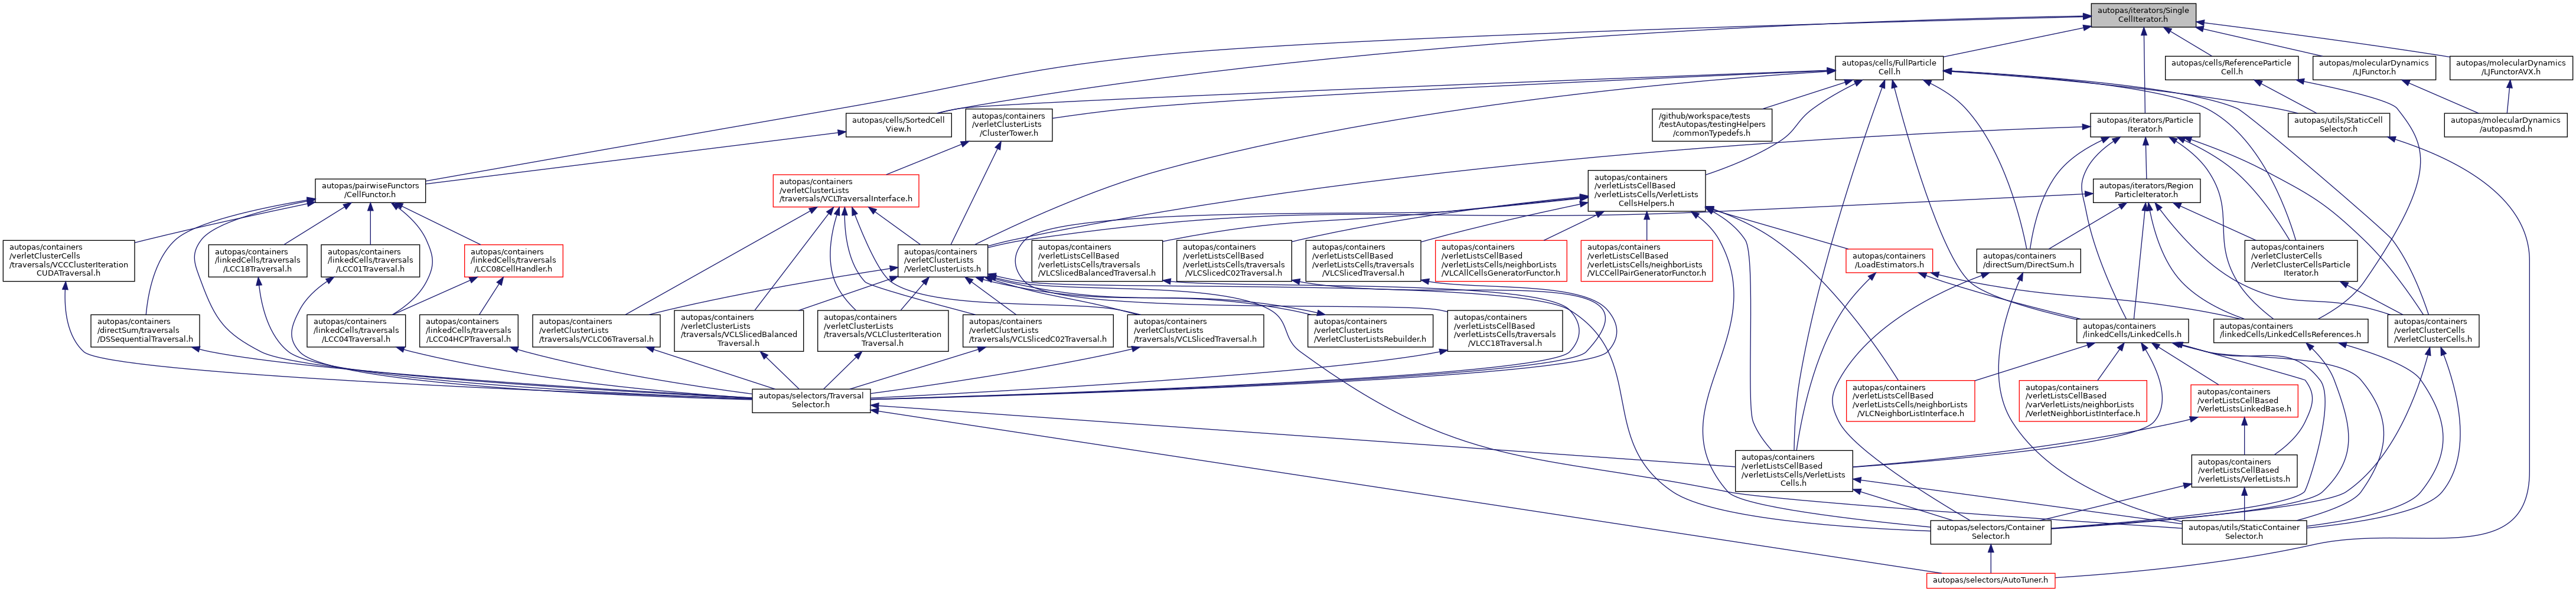 autopas/iterators/Single
CellIterator.h
autopas/cells/FullParticle
Cell.h
autopas/cells/ReferenceParticle
Cell.h
autopas/molecularDynamics
/LJFunctor.h
autopas/molecularDynamics
/LJFunctorAVX.h
autopas/cells/SortedCell
View.h
autopas/containers
/verletClusterLists
/ClusterTower.h
/github/workspace/tests
/testAutopas/testingHelpers
/commonTypedefs.h
autopas/iterators/Particle
Iterator.h
autopas/utils/StaticCell
Selector.h
autopas/molecularDynamics
/autopasmd.h
autopas/pairwiseFunctors
/CellFunctor.h
autopas/containers
/verletClusterLists
/traversals/VCLTraversalInterface.h
autopas/containers
/verletListsCellBased
/verletListsCells/VerletLists
CellsHelpers.h
autopas/iterators/Region
ParticleIterator.h
autopas/containers
/verletClusterCells
/traversals/VCCClusterIteration
CUDATraversal.h
autopas/containers
/linkedCells/traversals
/LCC18Traversal.h
autopas/containers
/linkedCells/traversals
/LCC01Traversal.h
autopas/containers
/linkedCells/traversals
/LCC08CellHandler.h
autopas/containers
/verletClusterLists
/VerletClusterLists.h
autopas/containers
/verletListsCellBased
/verletListsCells/traversals
/VLCSlicedBalancedTraversal.h
autopas/containers
/verletListsCellBased
/verletListsCells/traversals
/VLCSlicedC02Traversal.h
autopas/containers
/verletListsCellBased
/verletListsCells/traversals
/VLCSlicedTraversal.h
autopas/containers
/verletListsCellBased
/verletListsCells/neighborLists
/VLCAllCellsGeneratorFunctor.h
autopas/containers
/verletListsCellBased
/verletListsCells/neighborLists
/VLCCellPairGeneratorFunctor.h
autopas/containers
/LoadEstimators.h
autopas/containers
/directSum/DirectSum.h
autopas/containers
/verletClusterCells
/VerletClusterCellsParticle
Iterator.h
autopas/containers
/directSum/traversals
/DSSequentialTraversal.h
autopas/containers
/linkedCells/traversals
/LCC04Traversal.h
autopas/containers
/linkedCells/traversals
/LCC04HCPTraversal.h
autopas/containers
/verletClusterLists
/traversals/VCLC06Traversal.h
autopas/containers
/verletClusterLists
/traversals/VCLSlicedBalanced
Traversal.h
autopas/containers
/verletClusterLists
/traversals/VCLClusterIteration
Traversal.h
autopas/containers
/verletClusterLists
/traversals/VCLSlicedC02Traversal.h
autopas/containers
/verletClusterLists
/traversals/VCLSlicedTraversal.h
autopas/containers
/verletClusterLists
/VerletClusterListsRebuilder.h
autopas/containers
/verletListsCellBased
/verletListsCells/traversals
/VLCC18Traversal.h
autopas/containers
/linkedCells/LinkedCells.h
autopas/containers
/linkedCells/LinkedCellsReferences.h
autopas/containers
/verletClusterCells
/VerletClusterCells.h
autopas/selectors/Traversal
Selector.h
autopas/containers
/verletListsCellBased
/verletListsCells/neighborLists
/VLCNeighborListInterface.h
autopas/containers
/verletListsCellBased
/varVerletLists/neighborLists
/VerletNeighborListInterface.h
autopas/containers
/verletListsCellBased
/VerletListsLinkedBase.h
autopas/containers
/verletListsCellBased
/verletListsCells/VerletLists
Cells.h
autopas/containers
/verletListsCellBased
/verletLists/VerletLists.h
autopas/selectors/Container
Selector.h
autopas/utils/StaticContainer
Selector.h
autopas/selectors/AutoTuner.h